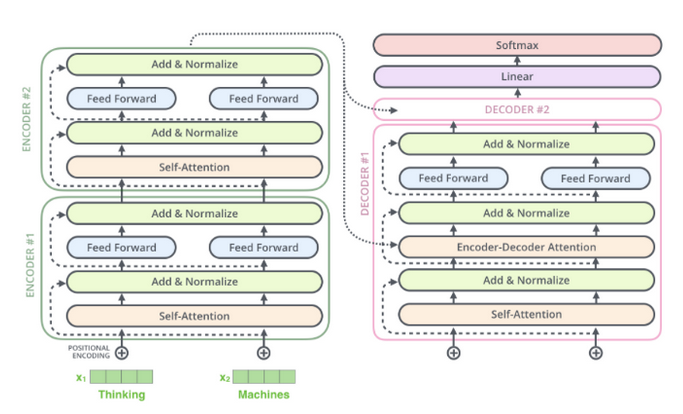 ENCODER #2
Add & Normalize
Feed Forward Feed Forward
Add & Normalize
Self-Attention
ENCODER #1
Add & Normalize
Feed Forward Feed Forward
Add & Normalize
Self-Attention
POSITIONAL
ENCODING
x1 x2
Thinking Machines
Softmax
Linear
DECODER #2
DECODER #1
Add & Normalize
Feed Forward Feed Forward
Add & Normalize
Encoder-Decoder Attention
Add & Normalize
Self-Attention